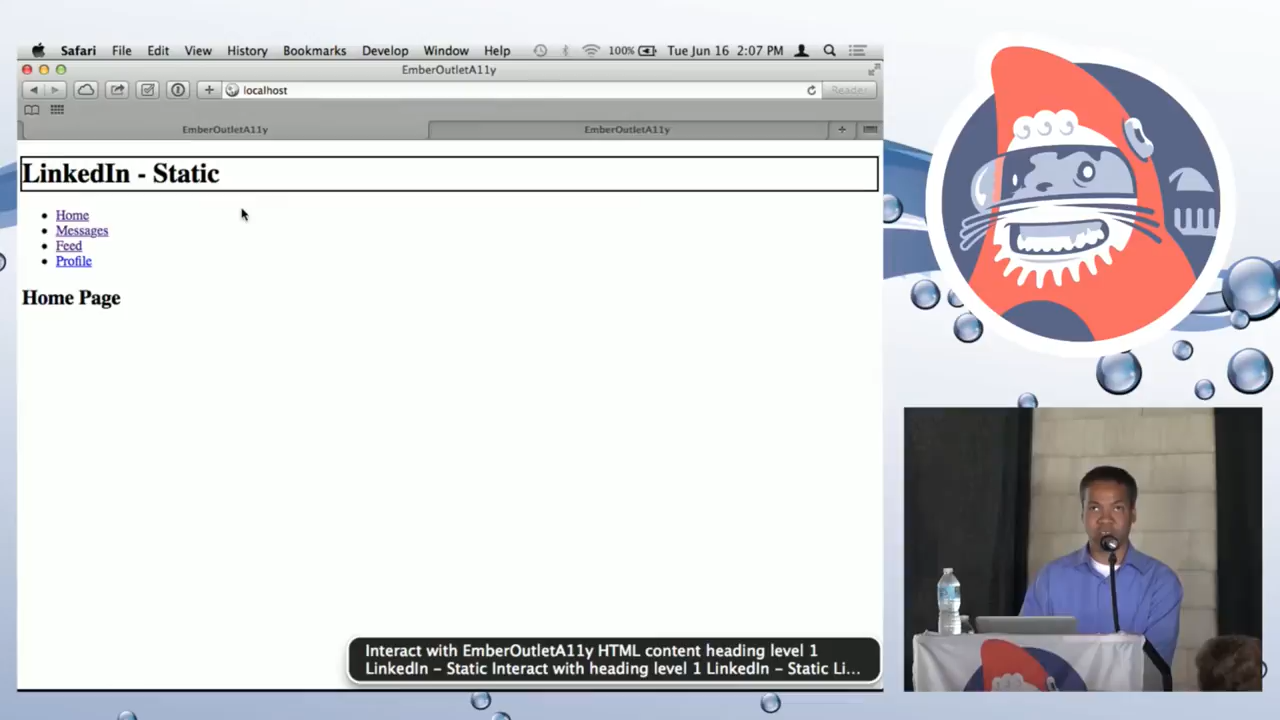 Safari File Edit View History Bookmarks Develop Window Help 100% Tue Jun 16 2:07 PM
EmberOutletA11y
localhost
Reader
EmberOutletA11y EmberOutletA11y
LinkedIn - Static
Home
Messages
Feed
Profile
Home Page
Interact with EmberOutletA11y HTML content heading level 1
LinkedIn – Static Interact with heading level 1 LinkedIn – Static Li...